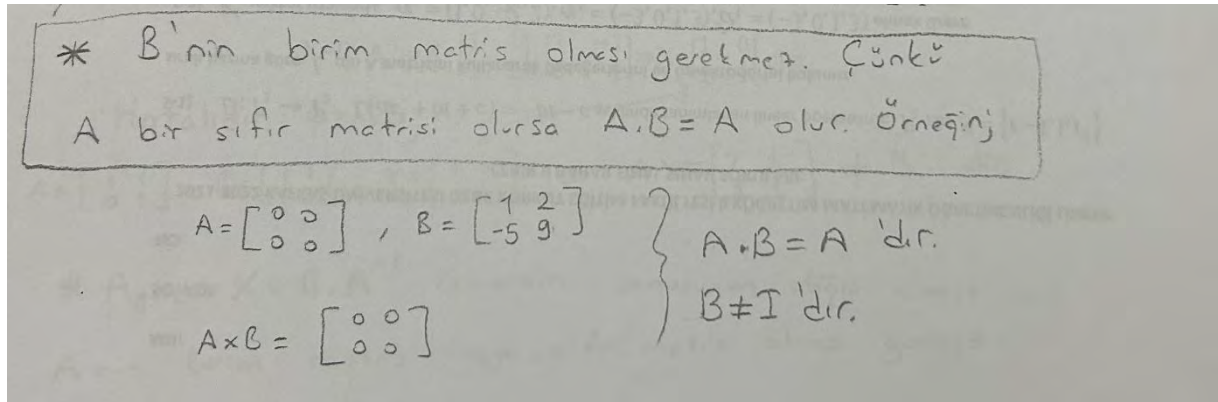 * B'nin birim matris olması gerekmez. Çünkü
A bir sıfır matrisi olursa A.B = A olur. Örneğin;
A = [0 0 0 0], B = [1 2 -5 9]
A.B = A 'dır.
B ≠ I 'dır.
A×B = [0 0 0 0]